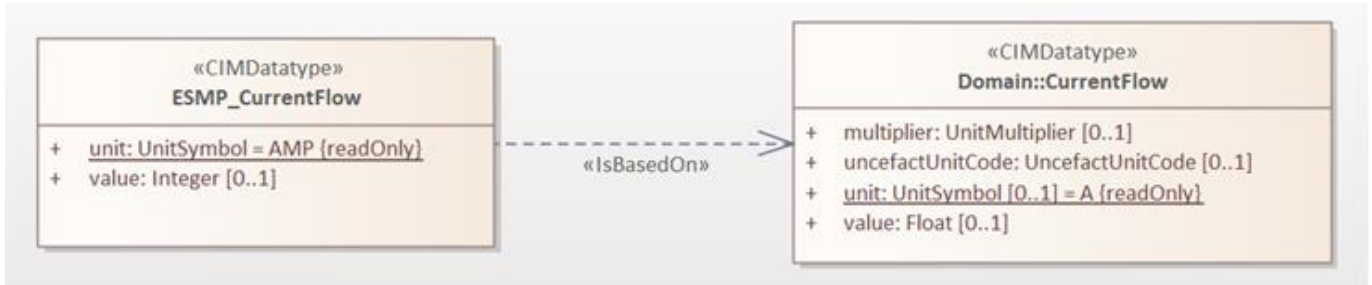 «CIMDatatype»
ESMP_CurrentFlow
+ unit: UnitSymbol = AMP {readOnly}
+ value: Integer [0..1]
«IsBasedOn»
«CIMDatatype»
Domain::CurrentFlow
+ multiplier: UnitMultiplier [0..1]
+ uncefactUnitCode: UncefactUnitCode [0..1]
+ unit: UnitSymbol [0..1] = A {readOnly}
+ value: Float [0..1]